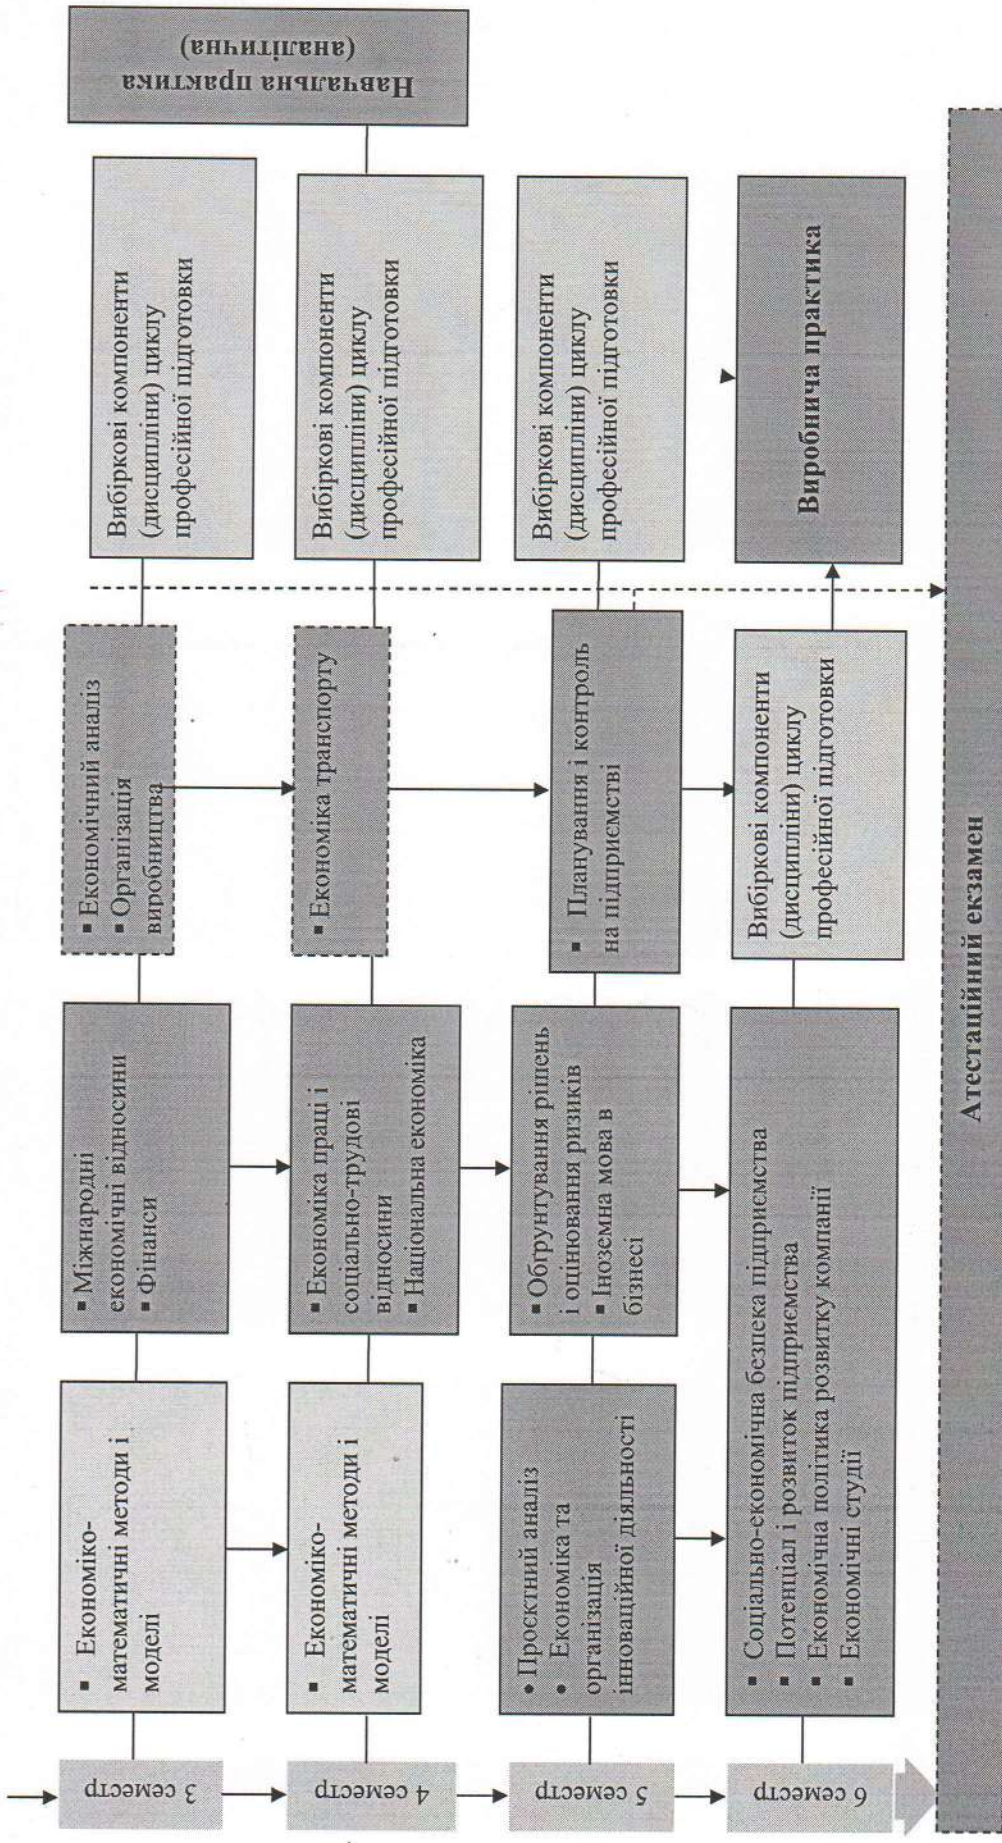 3 семестр
▪ Економіко-
математичні методи і
моделі
▪ Міжнародні
економічні відносини
▪ Фінанси
▪ Економічний аналіз
▪ Організація
виробництва
Вибіркові компоненти
(дисципліни) циклу
професійної підготовки
Навчальна практика
(аналітична)
4 семестр
▪ Економіко-
математичні методи і
моделі
▪ Економіка праці і
соціально-трудові
відносини
▪ Національна економіка
▪ Економіка транспорту
Вибіркові компоненти
(дисципліни) циклу
професійної підготовки
5 семестр
• Проєктний аналіз
• Економіка та
організація
інноваційної діяльності
▪ Обґрунтування рішень
і оцінювання ризиків
▪ Іноземна мова в
бізнесі
▪ Планування і контроль
на підприємстві
Вибіркові компоненти
(дисципліни) циклу
професійної підготовки
6 семестр
▪ Соціально-економічна безпека підприємства
▪ Потенціал і розвиток підприємства
▪ Економічна політика розвитку компанії
▪ Економічні студії
Вибіркові компоненти
(дисципліни) циклу
професійної підготовки
Виробнича практика
Атестаційний екзамен